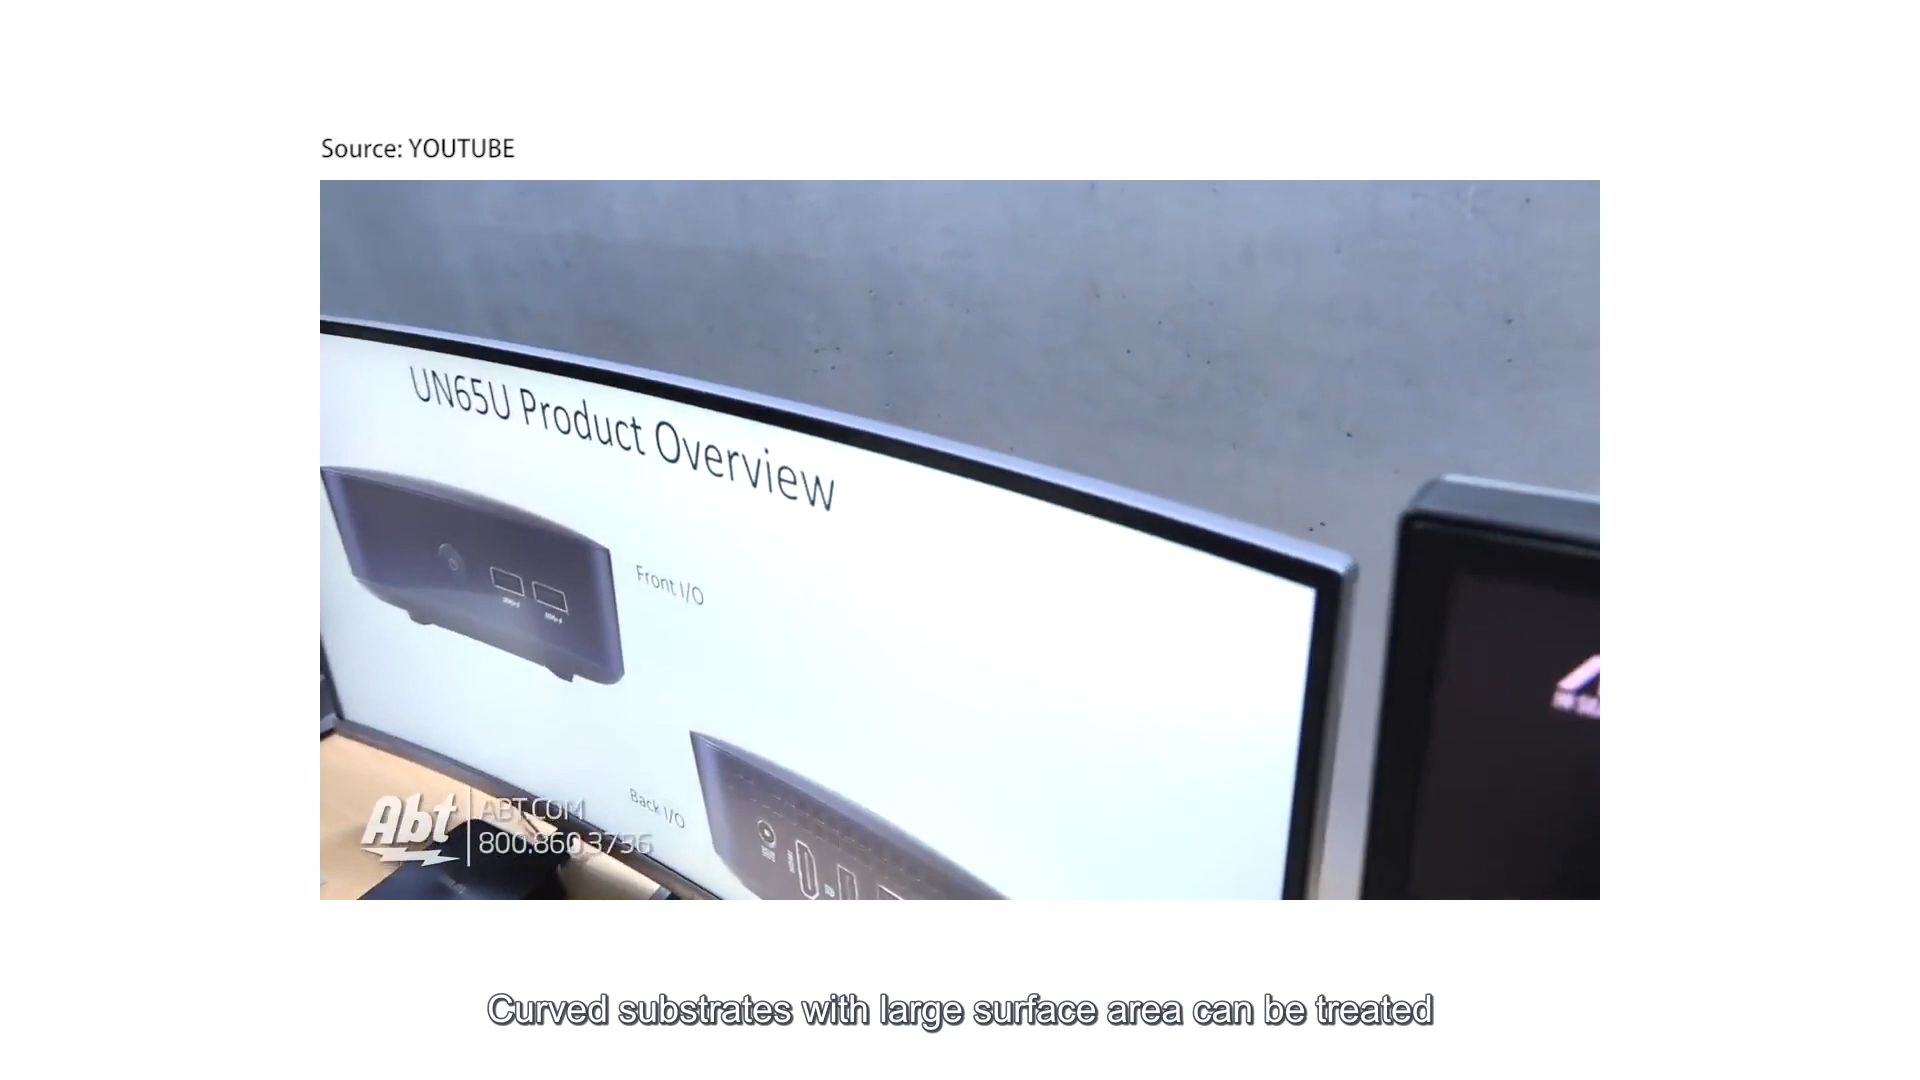 Source: YOUTUBE
UN65U Product Overview
Front I/O
Back I/O
Abt
ABT.COM
800.860.3736
Curved substrates with large surface area can be treated